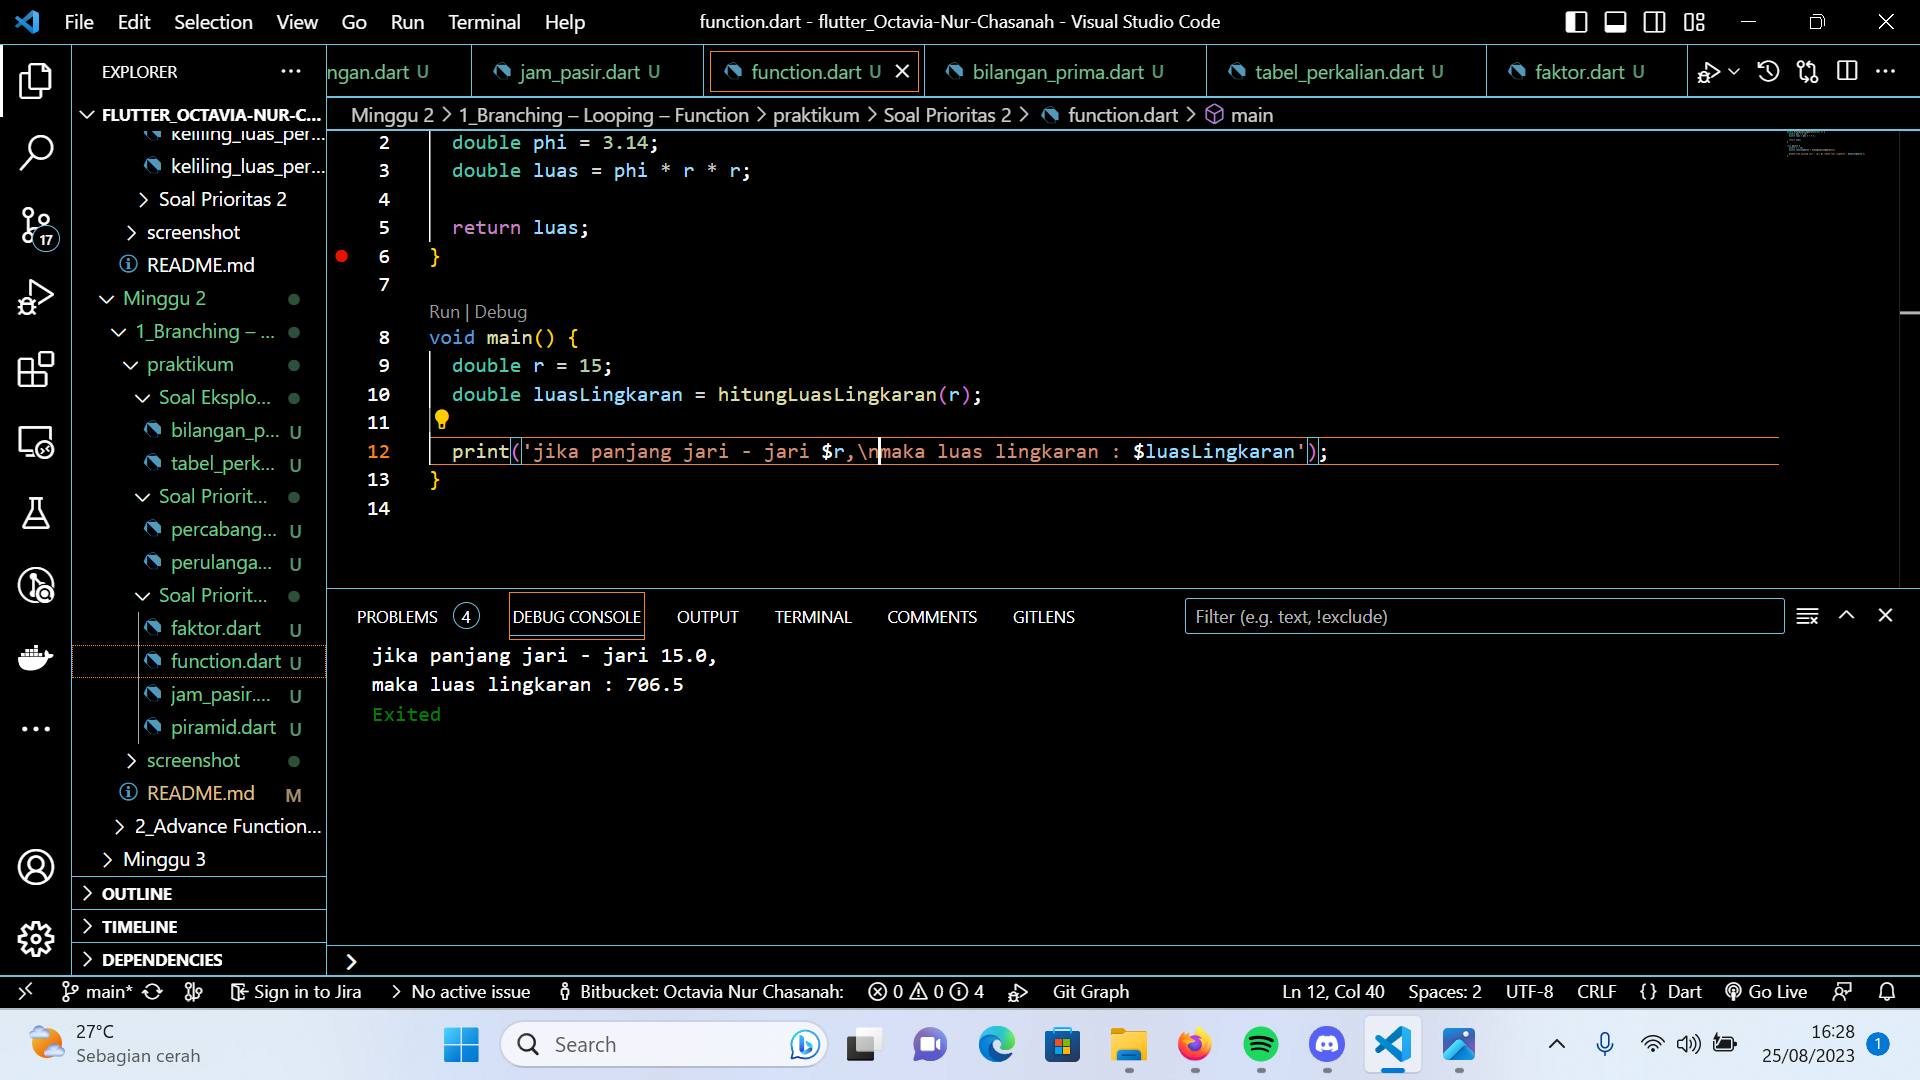 File Edit Selection View Go Run Terminal Help
function.dart - flutter_Octavia-Nur-Chasanah - Visual Studio Code
EXPLORER
FLUTTER_OCTAVIA-NUR-C...
keliling_luas_per...
keliling_luas_per...
Soal Prioritas 2
screenshot
README.md
Minggu 2
1_Branching – ...
praktikum
Soal Eksplo...
bilangan_p... U
tabel_perk... U
Soal Priorit...
percabang... U
perulanga... U
Soal Priorit...
faktor.dart U
function.dart U
jam_pasir.... U
piramid.dart U
screenshot
README.md M
2_Advance Function...
Minggu 3
OUTLINE
TIMELINE
DEPENDENCIES
17
ngan.dart U
jam_pasir.dart U
function.dart U
bilangan_prima.dart U
tabel_perkalian.dart U
faktor.dart U
Minggu 2 > 1_Branching – Looping – Function > praktikum > Soal Prioritas 2 > function.dart > main
2 double phi = 3.14;
3 double luas = phi * r * r;
4
5 return luas;
6 }
7
Run | Debug
8 void main() {
9 double r = 15;
10 double luasLingkaran = hitungLuasLingkaran(r);
11
12 print('jika panjang jari - jari $r,\nmaka luas lingkaran : $luasLingkaran');
13 }
14
PROBLEMS 4 DEBUG CONSOLE OUTPUT TERMINAL COMMENTS GITLENS
Filter (e.g. text, !exclude)
jika panjang jari - jari 15.0,
maka luas lingkaran : 706.5
Exited
>
main* Sign in to Jira > No active issue Bitbucket: Octavia Nur Chasanah: 0 0 4 Git Graph Ln 12, Col 40 Spaces: 2 UTF-8 CRLF {} Dart Go Live
27°C
Sebagian cerah
Search
16:28
25/08/2023
1